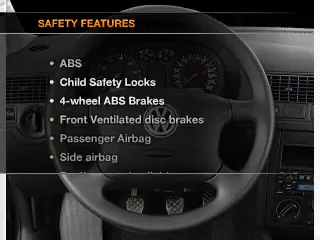 SAFETY FEATURES
• ABS
• Child Safety Locks
• 4-wheel ABS Brakes
• Front Ventilated disc brakes
• Passenger Airbag
• Side airbag